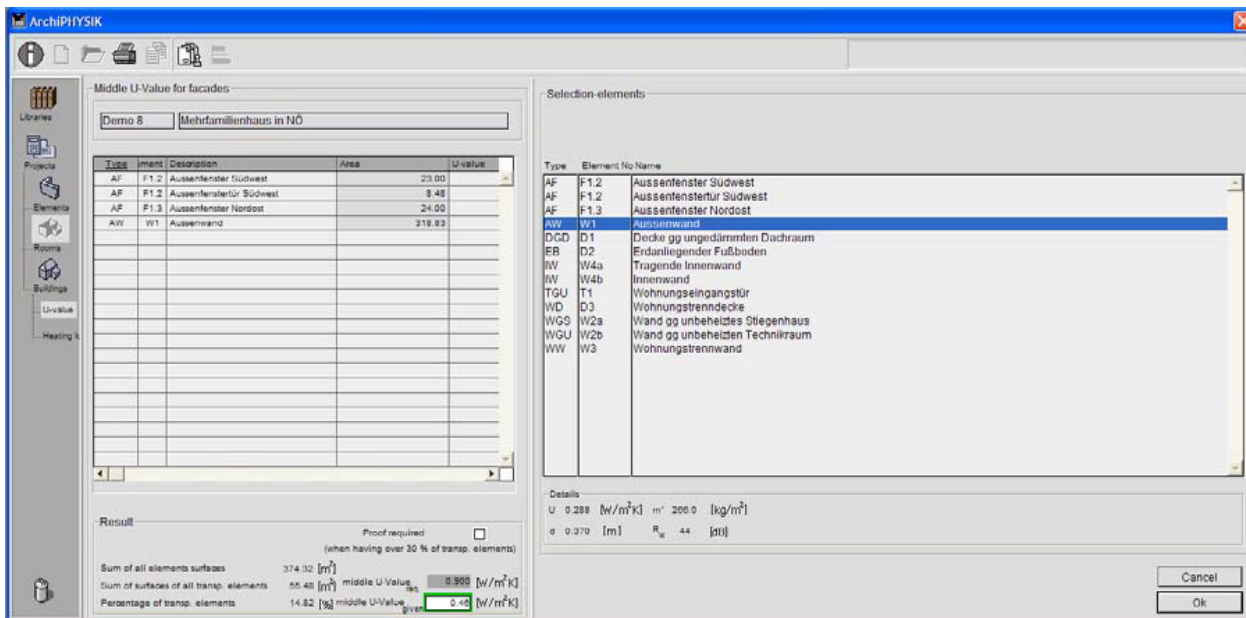 ArchiPHYSIK
Libraries
Projects
Elements
Rooms
Buildings
U-value
Heating l
Middle U-Value for facades
Demo 8 Mehrfamilienhaus in NÖ
Type ment Description Area U-value
AF F1.2 Aussenfenster Südwest 23.00
AF F1.2 Aussenfenstertür Südwest 8.48
AF F1.3 Aussenfenster Nordost 24.00
AW W1 Aussenwand 318.83
Result
Proof required
(when having over 30 % of transp. elements)
Sum of all elements surfaces 374.32 [m²]
Sum of surfaces of all transp. elements 55.48 [m²] middle U-Value req. 0.900 [W/m²K]
Percentage of transp. elements 14.82 [%] middle U-Value given 0.46 [W/m²K]
Selection-elements
Type Element No Name
AF F1.2 Aussenfenster Südwest
AF F1.2 Aussenfenstertür Südwest
AF F1.3 Aussenfenster Nordost
AW W1 Aussenwand
DGD D1 Decke gg ungedämmten Dachraum
EB D2 Erdanliegender Fußboden
IW W4a Tragende Innenwand
IW W4b Innenwand
TGU T1 Wohnungseingangstür
WD D3 Wohnungstrenndecke
WGS W2a Wand gg unbeheiztes Stiegenhaus
WGU W2b Wand gg unbeheizten Technikraum
WW W3 Wohnungstrennwand
Details
U 0.288 [W/m²K] m' 266.0 [kg/m²]
d 0.370 [m] Rw 44 [dB]
Cancel
Ok